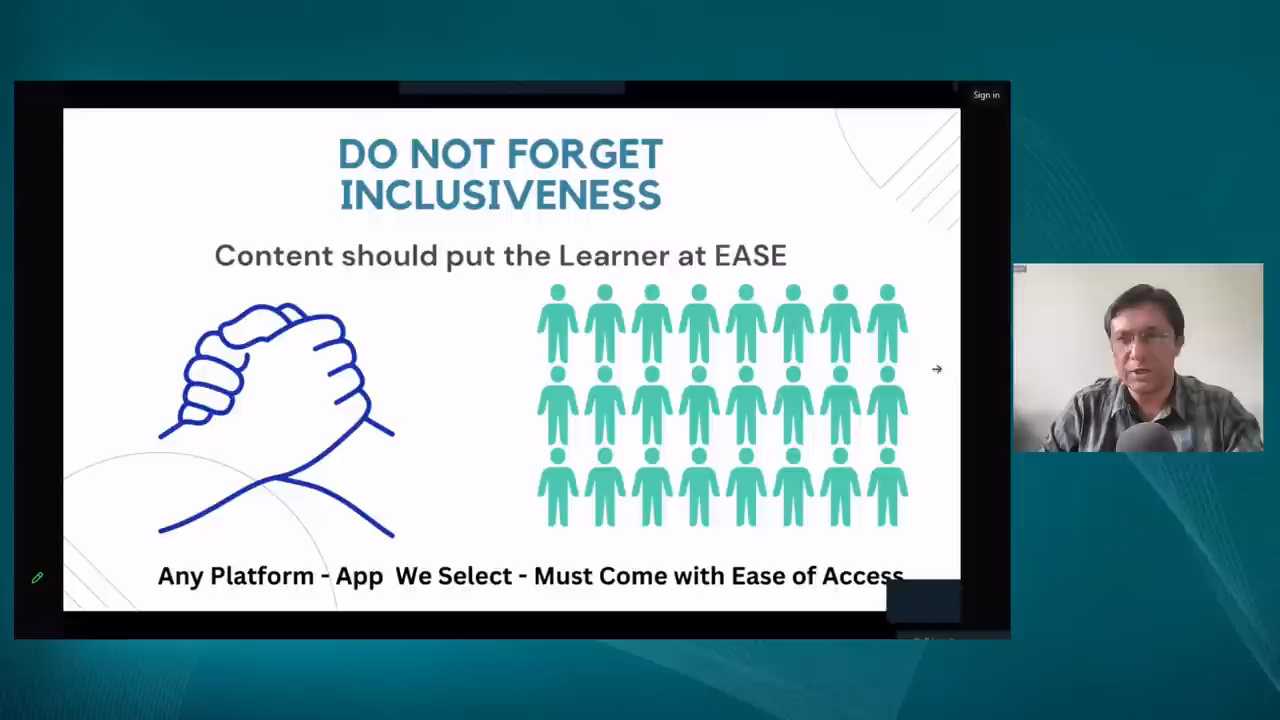 Sign in
DO NOT FORGET
INCLUSIVENESS
Content should put the Learner at EASE
Any Platform - App We Select - Must Come with Ease of Access